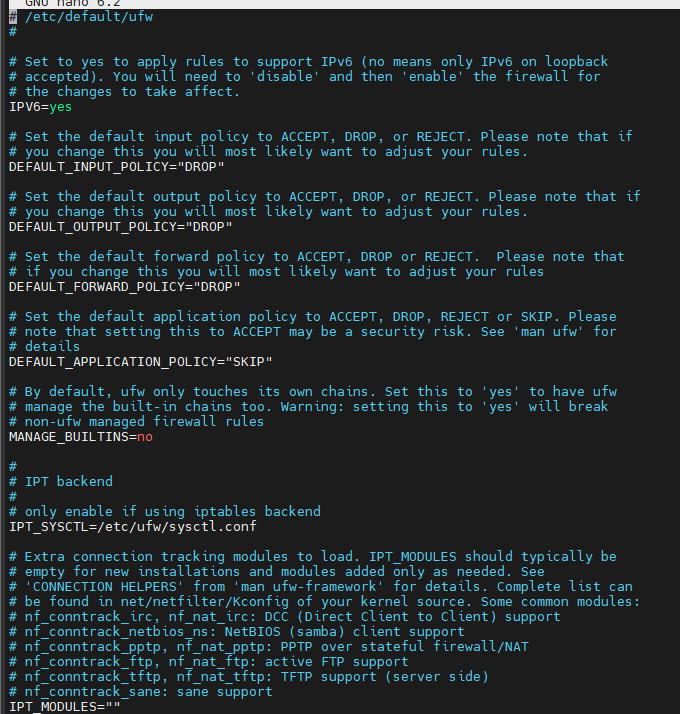 GNU nano 6.2
# /etc/default/ufw
#
# Set to yes to apply rules to support IPv6 (no means only IPv6 on loopback
# accepted). You will need to 'disable' and then 'enable' the firewall for
# the changes to take affect.
IPV6=yes
# Set the default input policy to ACCEPT, DROP, or REJECT. Please note that if
# you change this you will most likely want to adjust your rules.
DEFAULT_INPUT_POLICY="DROP"
# Set the default output policy to ACCEPT, DROP, or REJECT. Please note that if
# you change this you will most likely want to adjust your rules.
DEFAULT_OUTPUT_POLICY="DROP"
# Set the default forward policy to ACCEPT, DROP or REJECT.  Please note that
# if you change this you will most likely want to adjust your rules
DEFAULT_FORWARD_POLICY="DROP"
# Set the default application policy to ACCEPT, DROP, REJECT or SKIP. Please
# note that setting this to ACCEPT may be a security risk. See 'man ufw' for
# details
DEFAULT_APPLICATION_POLICY="SKIP"
# By default, ufw only touches its own chains. Set this to 'yes' to have ufw
# manage the built-in chains too. Warning: setting this to 'yes' will break
# non-ufw managed firewall rules
MANAGE_BUILTINS=no
#
# IPT backend
#
# only enable if using iptables backend
IPT_SYSCTL=/etc/ufw/sysctl.conf
# Extra connection tracking modules to load. IPT_MODULES should typically be
# empty for new installations and modules added only as needed. See
# 'CONNECTION HELPERS' from 'man ufw-framework' for details. Complete list can
# be found in net/netfilter/Kconfig of your kernel source. Some common modules:
# nf_conntrack_irc, nf_nat_irc: DCC (Direct Client to Client) support
# nf_conntrack_netbios_ns: NetBIOS (samba) client support
# nf_conntrack_pptp, nf_nat_pptp: PPTP over stateful firewall/NAT
# nf_conntrack_ftp, nf_nat_ftp: active FTP support
# nf_conntrack_tftp, nf_nat_tftp: TFTP support (server side)
# nf_conntrack_sane: sane support
IPT_MODULES=""